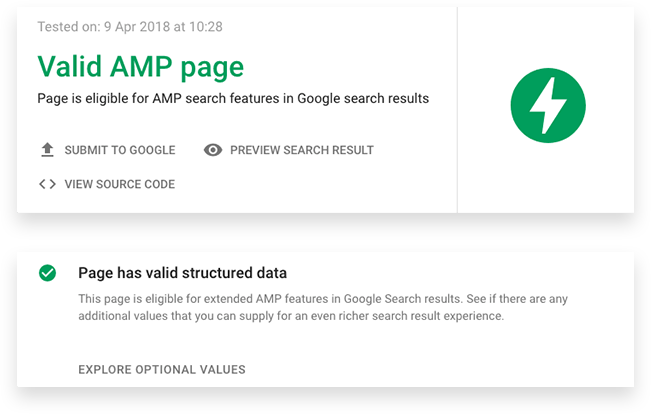 Tested on: 9 Apr 2018 at 10:28
Valid AMP page
Page is eligible for AMP search features in Google search results
SUBMIT TO GOOGLE
PREVIEW SEARCH RESULT
VIEW SOURCE CODE
Page has valid structured data
This page is eligible for extended AMP features in Google Search results. See if there are any
additional values that you can supply for an even richer search result experience.
EXPLORE OPTIONAL VALUES